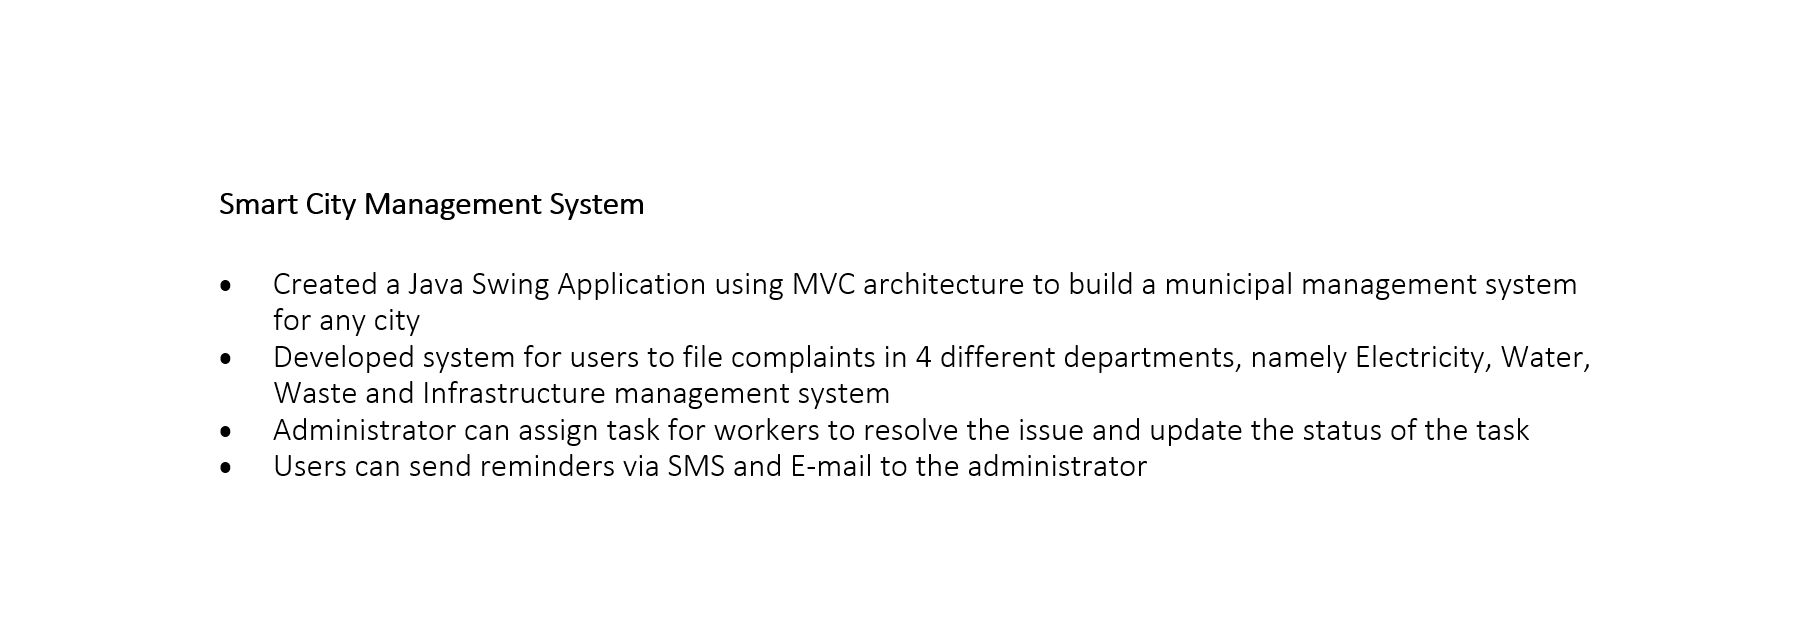 Smart City Management System
• Created a Java Swing Application using MVC architecture to build a municipal management system
for any city
• Developed system for users to file complaints in 4 different departments, namely Electricity, Water,
Waste and Infrastructure management system
• Administrator can assign task for workers to resolve the issue and update the status of the task
• Users can send reminders via SMS and E-mail to the administrator